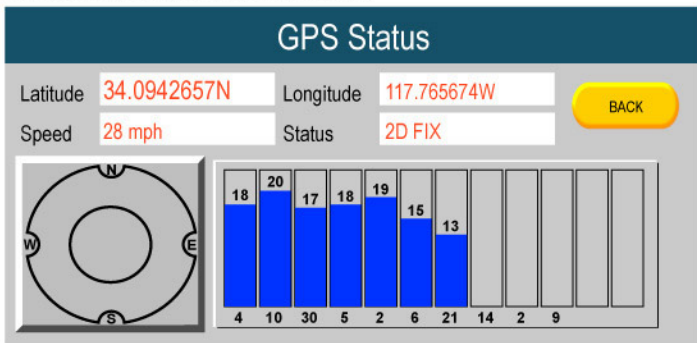 GPS Status
Latitude 34.0942657N Longitude 117.765674W
BACK
Speed 28 mph Status 2D FIX
N
W E
S
18 20 17 18 19 15 13
4 10 30 5 2 6 21 14 2 9